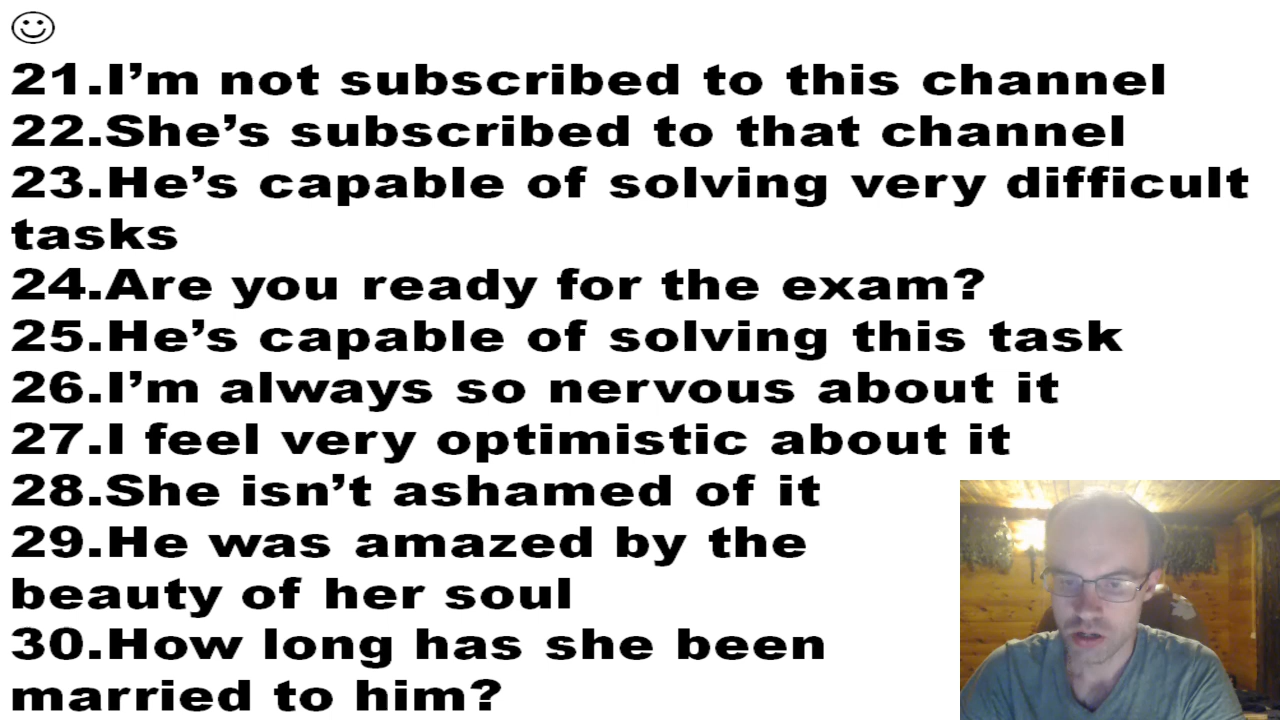 ☺
21.I’m not subscribed to this channel
22.She’s subscribed to that channel
23.He’s capable of solving very difficult
tasks
24.Are you ready for the exam?
25.He’s capable of solving this task
26.I’m always so nervous about it
27.I feel very optimistic about it
28.She isn’t ashamed of it
29.He was amazed by the
beauty of her soul
30.How long has she been
married to him?